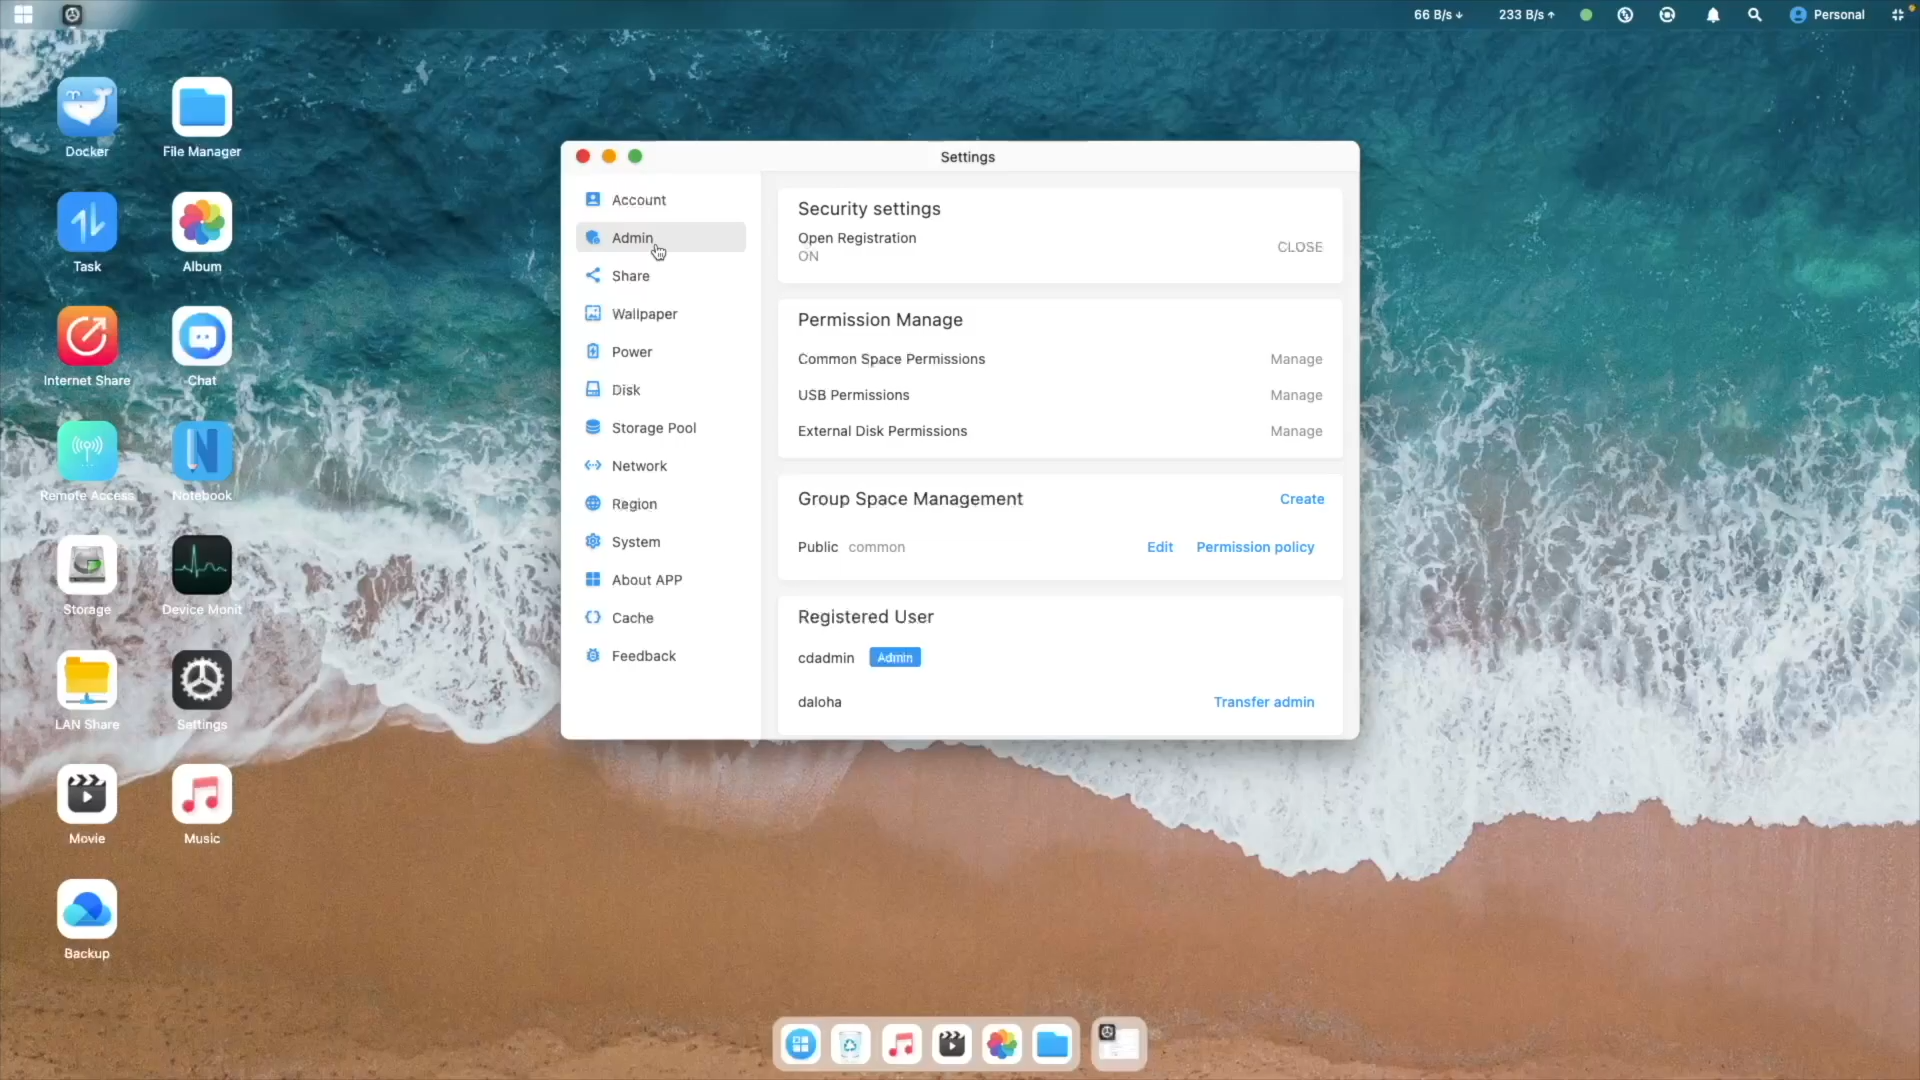 66 B/s ↓
233 B/s ↑
Personal
Docker
File Manager
Task
Album
Internet Share
Chat
Remote Access
Notebook
Storage
Device Monit
LAN Share
Settings
Movie
Music
Backup
Settings
Account
Admin
Share
Wallpaper
Power
Disk
Storage Pool
Network
Region
System
About APP
Cache
Feedback
Security settings
Open Registration
ON
CLOSE
Permission Manage
Common Space Permissions Manage
USB Permissions Manage
External Disk Permissions Manage
Group Space Management Create
Public common Edit Permission policy
Registered User
cdadmin Admin
daloha Transfer admin